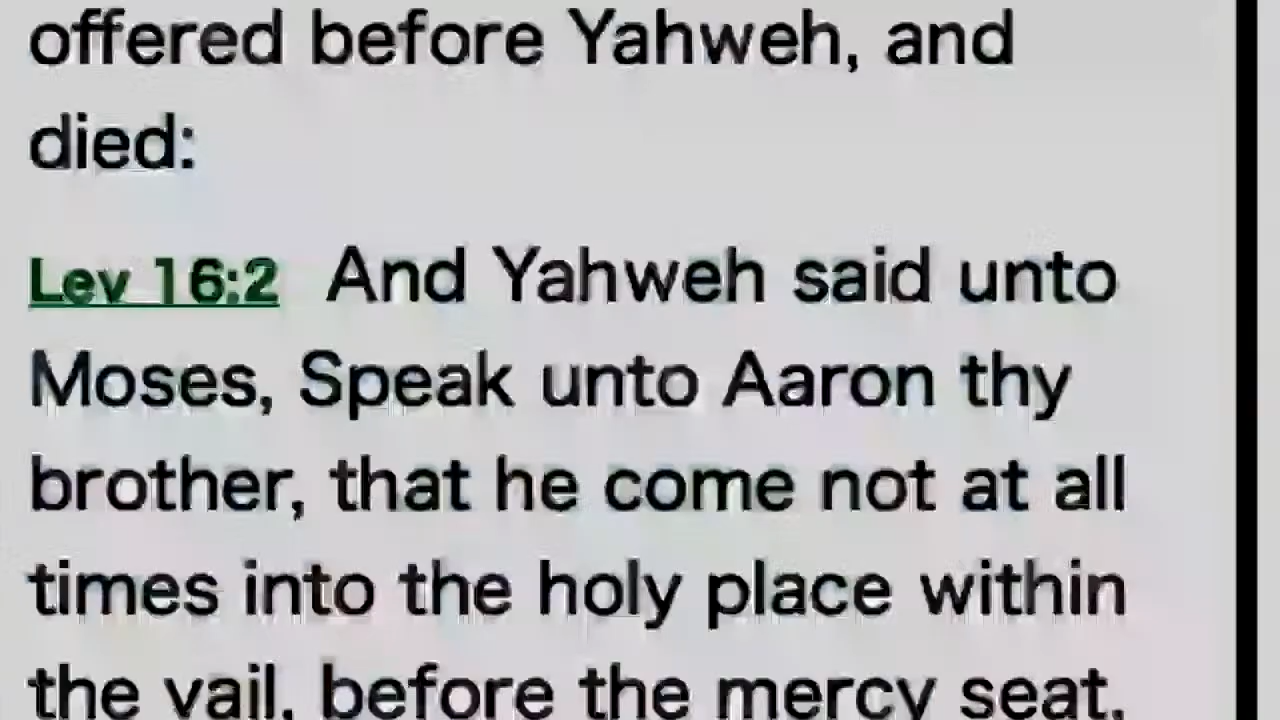 offered before Yahweh, and
died:
Lev 16:2 And Yahweh said unto
Moses, Speak unto Aaron thy
brother, that he come not at all
times into the holy place within
the vail, before the mercy seat,